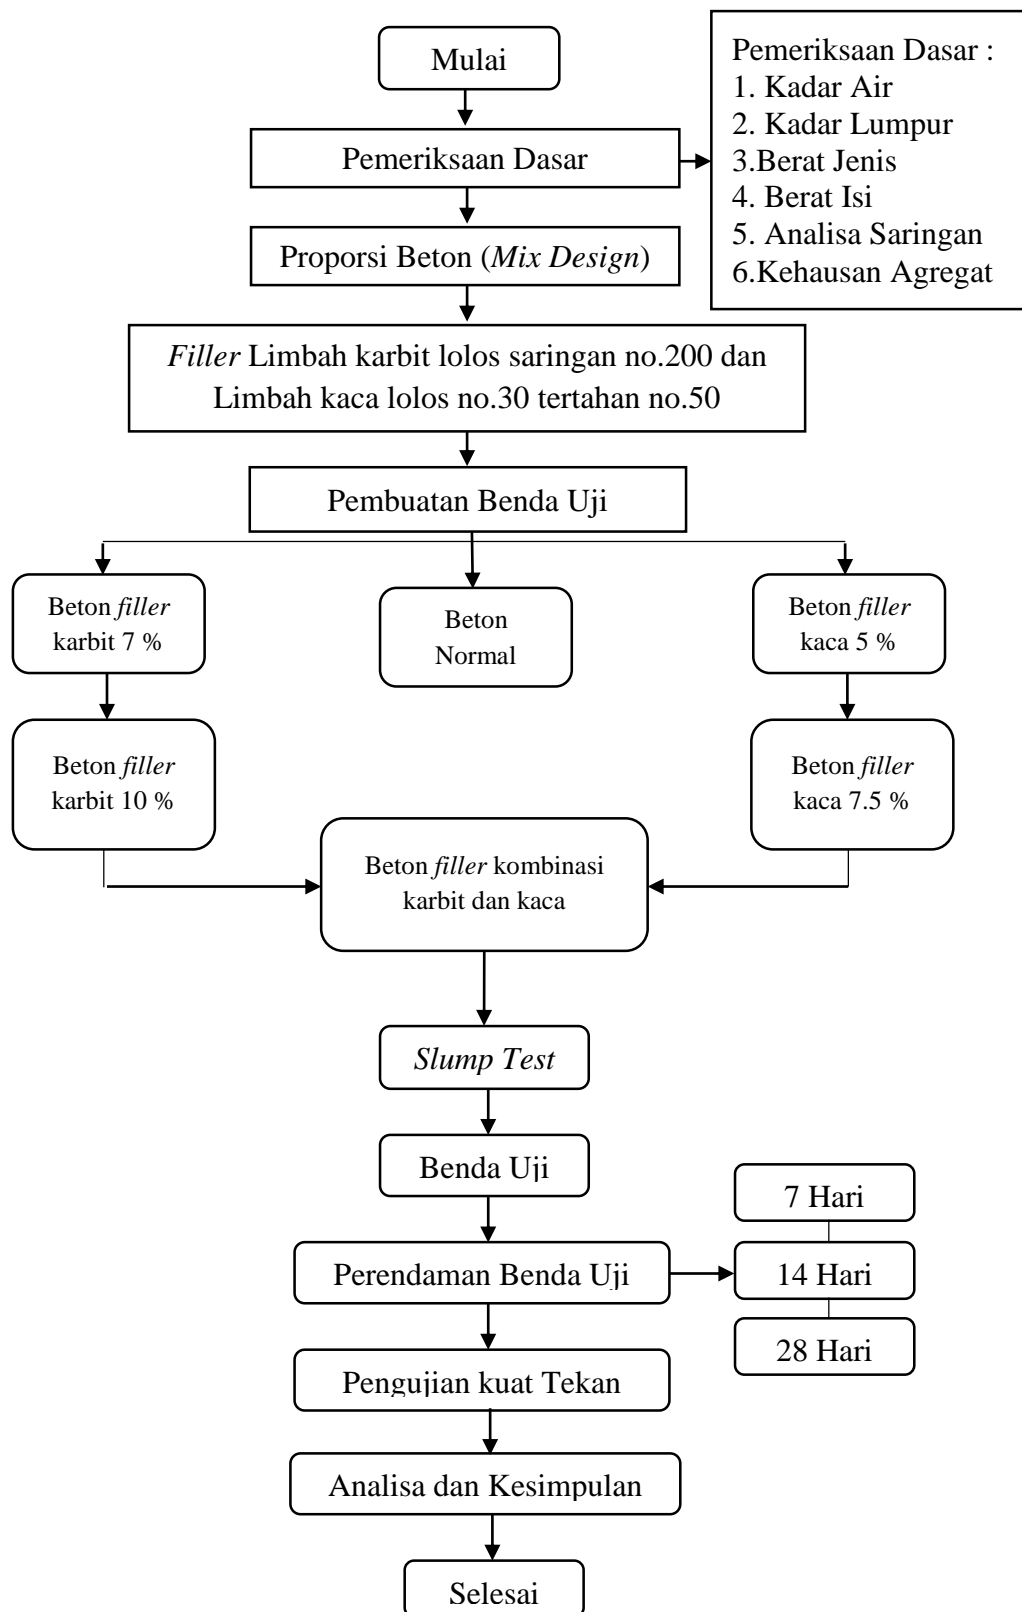 Mulai
Pemeriksaan Dasar :
1. Kadar Air
2. Kadar Lumpur
3.Berat Jenis
4. Berat Isi
5. Analisa Saringan
6.Kehausan Agregat
Pemeriksaan Dasar
Proporsi Beton (Mix Design)
Filler Limbah karbit lolos saringan no.200 dan
Limbah kaca lolos no.30 tertahan no.50
Pembuatan Benda Uji
Beton filler
karbit 7 %
Beton
Normal
Beton filler
kaca 5 %
Beton filler
karbit 10 %
Beton filler
kaca 7.5 %
Beton filler kombinasi
karbit dan kaca
Slump Test
Benda Uji
Perendaman Benda Uji
7 Hari
14 Hari
28 Hari
Pengujian kuat Tekan
Analisa dan Kesimpulan
Selesai